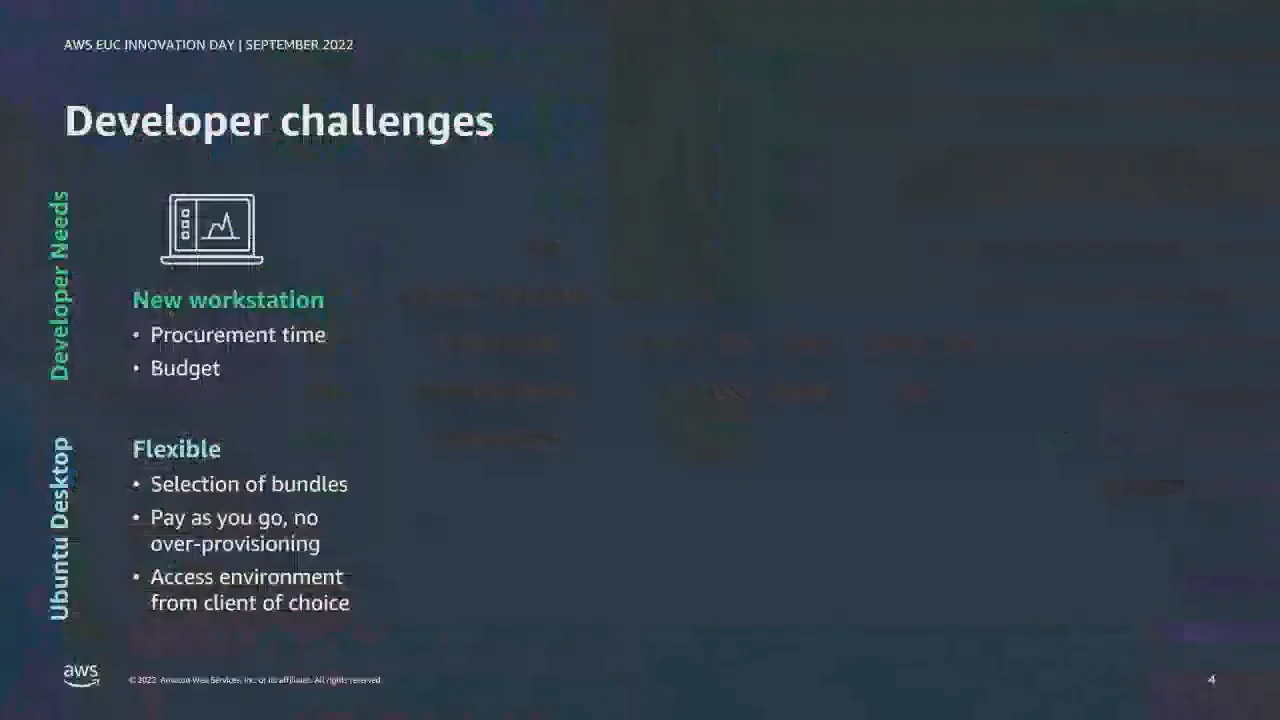 AWS EUC INNOVATION DAY | SEPTEMBER 2022
Developer challenges
Developer Needs
New workstation
• Procurement time
• Budget
Ubuntu Desktop
Flexible
• Selection of bundles
• Pay as you go, no
over-provisioning
• Access environment
from client of choice
aws
© 2022, Amazon Web Services, Inc. or its affiliates. All rights reserved.
4